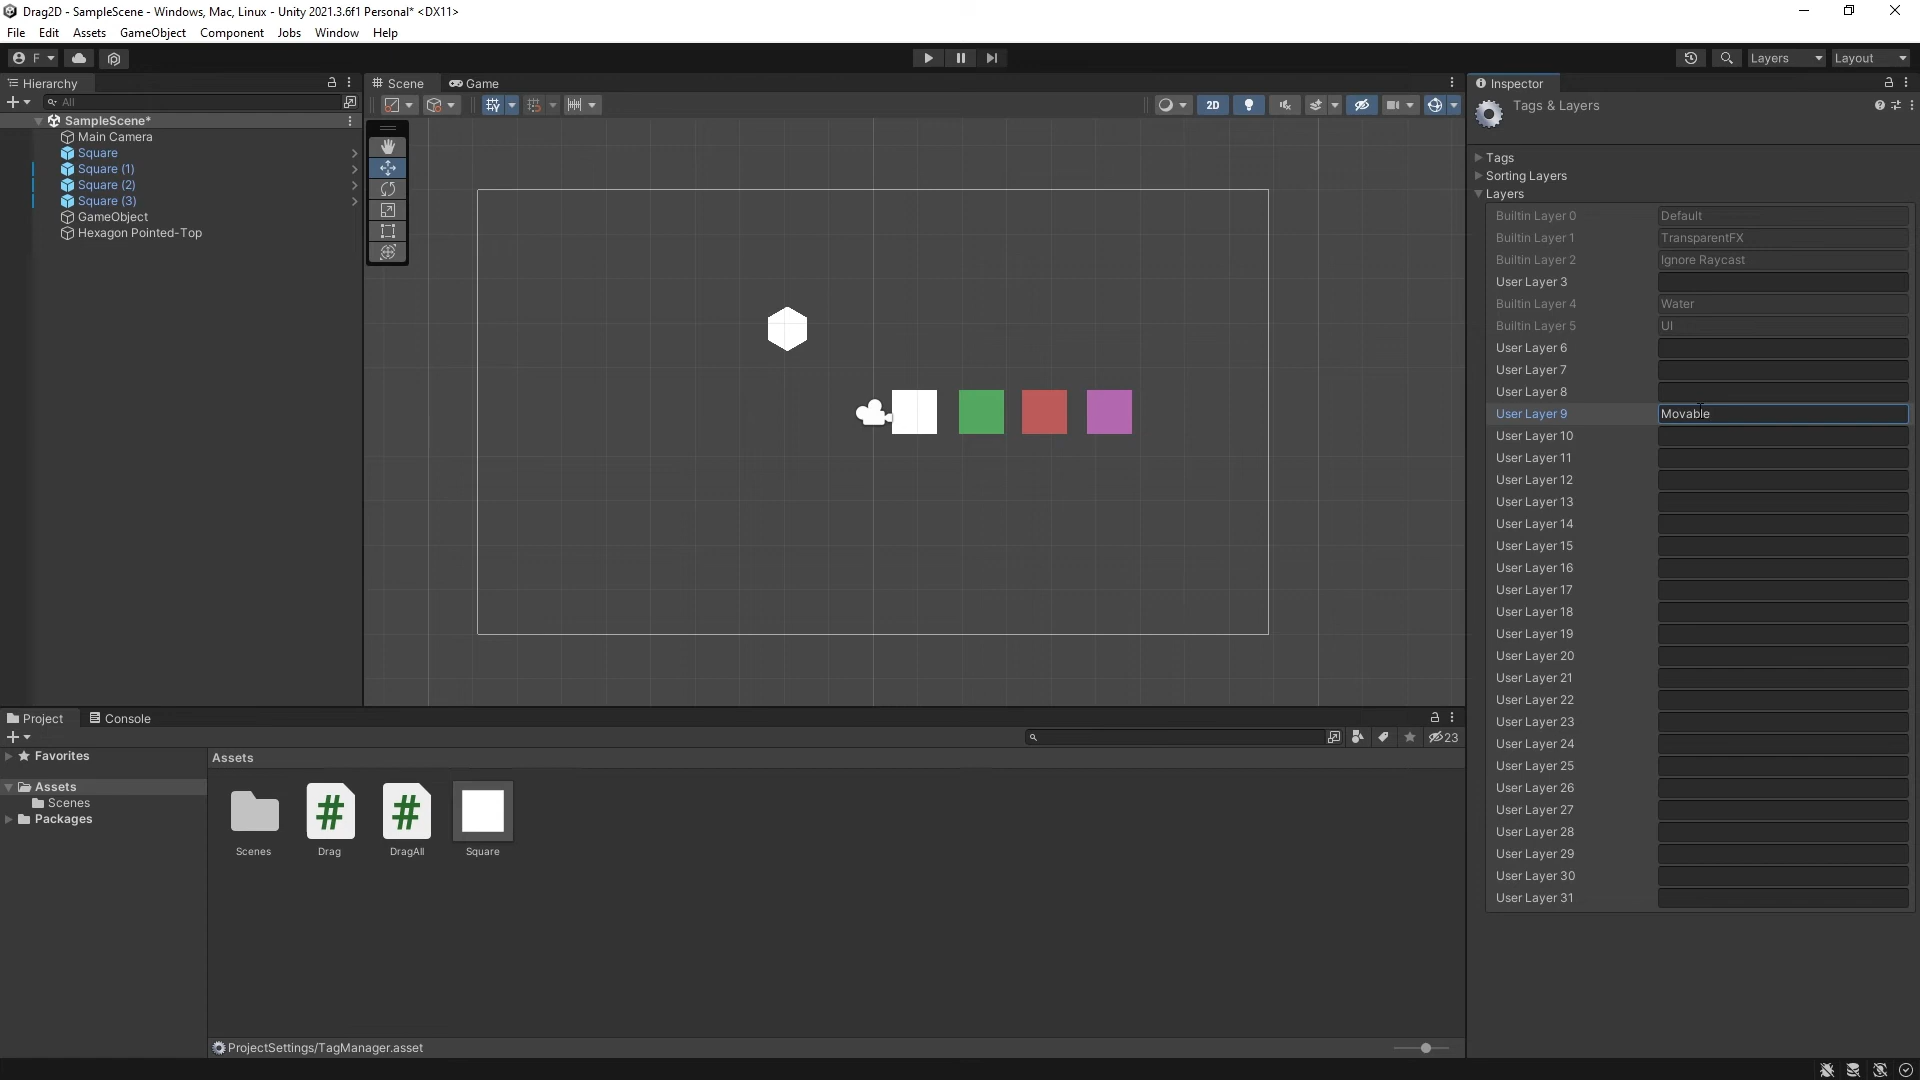 Drag2D - SampleScene - Windows, Mac, Linux - Unity 2021.3.6f1 Personal* <DX11>
File Edit Assets GameObject Component Jobs Window Help
F
Layers Layout
Hierarchy
Scene Game
Inspector
All
2D
Tags & Layers
SampleScene*
Main Camera
Square
Square (1)
Square (2)
Square (3)
GameObject
Hexagon Pointed-Top
Tags
Sorting Layers
Layers
Builtin Layer 0 Default
Builtin Layer 1 TransparentFX
Builtin Layer 2 Ignore Raycast
User Layer 3
Builtin Layer 4 Water
Builtin Layer 5 UI
User Layer 6
User Layer 7
User Layer 8
User Layer 9 Movable
User Layer 10
User Layer 11
User Layer 12
User Layer 13
User Layer 14
User Layer 15
User Layer 16
User Layer 17
User Layer 18
User Layer 19
User Layer 20
User Layer 21
User Layer 22
User Layer 23
User Layer 24
User Layer 25
User Layer 26
User Layer 27
User Layer 28
User Layer 29
User Layer 30
User Layer 31
Project Console
23
Favorites
Assets
Scenes
Packages
Assets
Scenes Drag DragAll Square
ProjectSettings/TagManager.asset